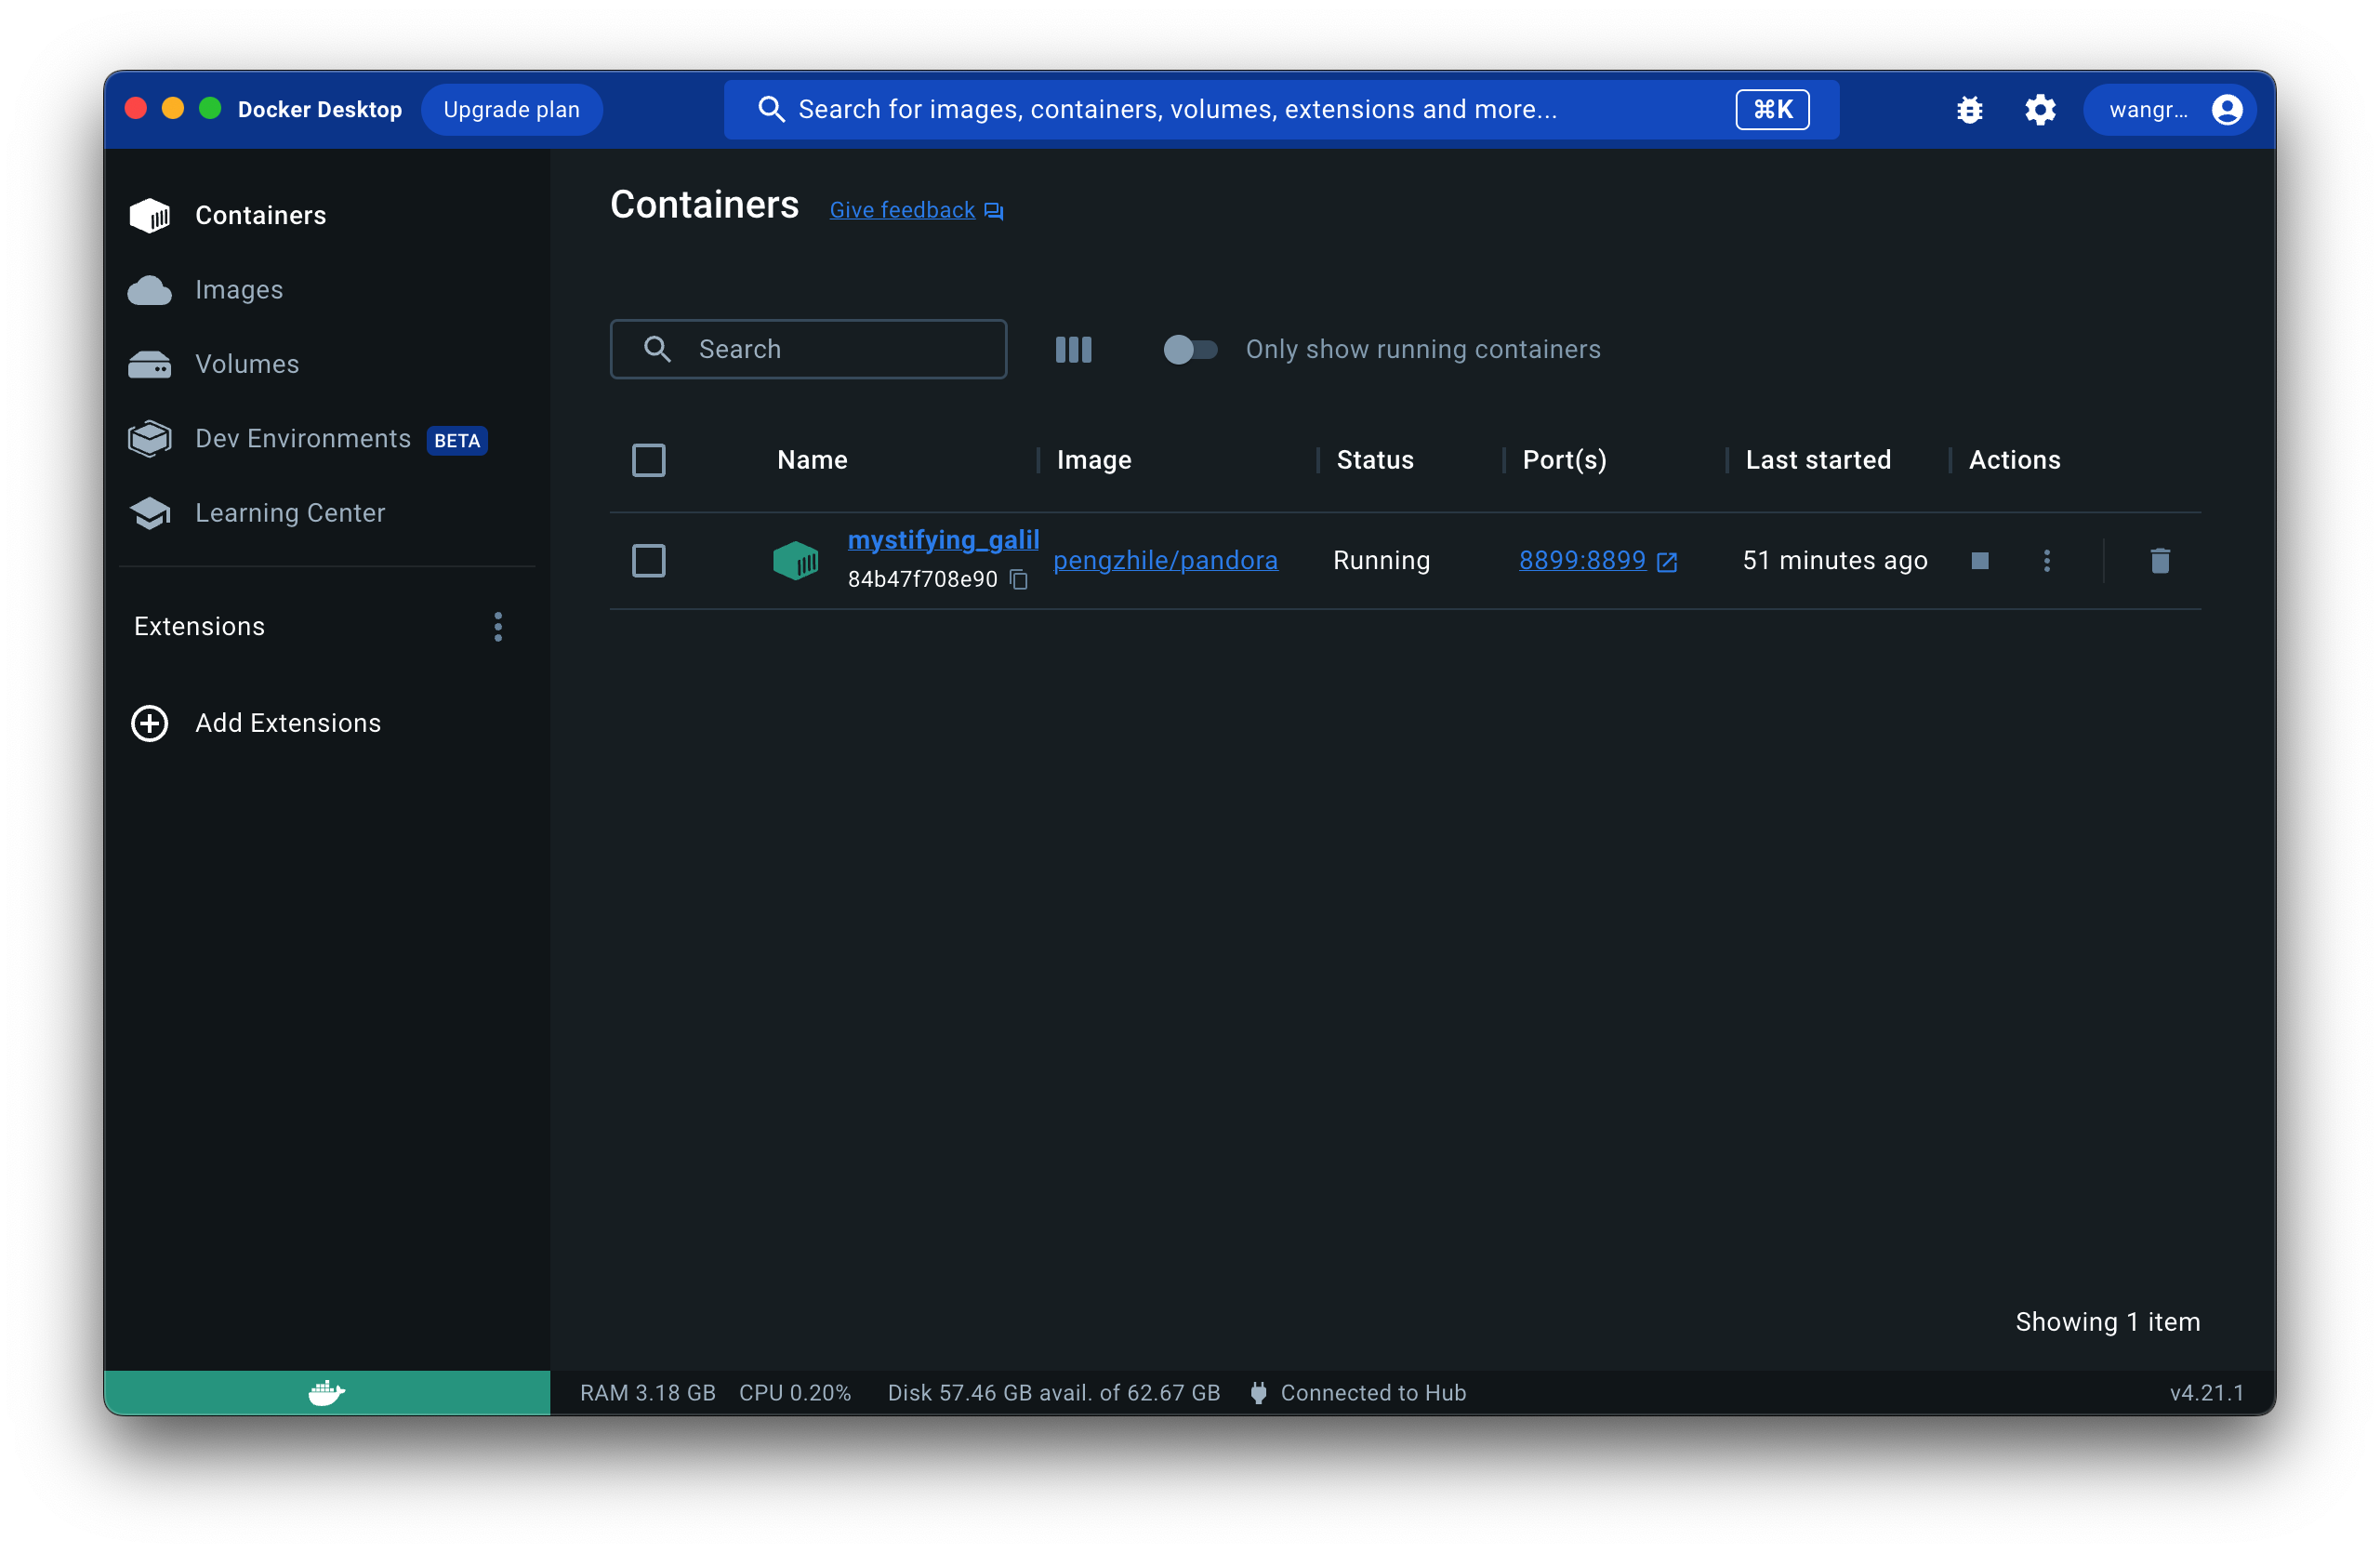 Docker Desktop Upgrade plan Search for images, containers, volumes, extensions and more... ⌘K wangr...
Containers
Images
Volumes
Dev Environments BETA
Learning Center
Extensions
Add Extensions
Containers Give feedback
Search Only show running containers
Name Image Status Port(s) Last started Actions
mystifying_galil
84b47f708e90
pengzhile/pandora Running 8899:8899 51 minutes ago
Showing 1 item
RAM 3.18 GB CPU 0.20% Disk 57.46 GB avail. of 62.67 GB Connected to Hub v4.21.1